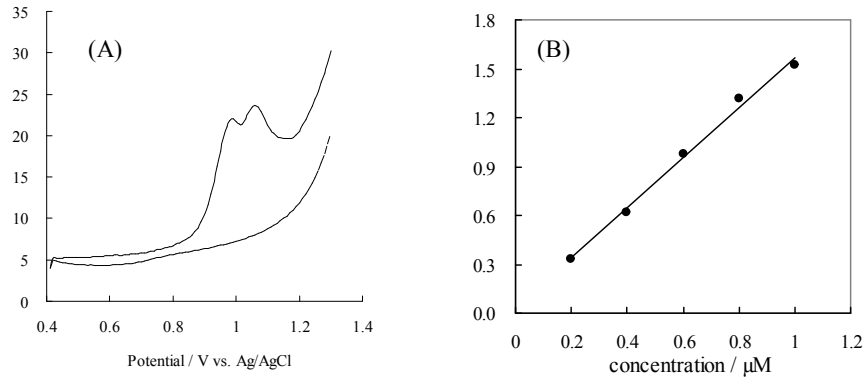 (A)
35
30
25
20
15
10
5
0
0.4 0.6 0.8 1 1.2 1.4
Potential / V vs. Ag/AgCl
(B)
1.8
1.5
1.2
0.9
0.6
0.3
0.0
0 0.2 0.4 0.6 0.8 1 1.2
concentration / µM